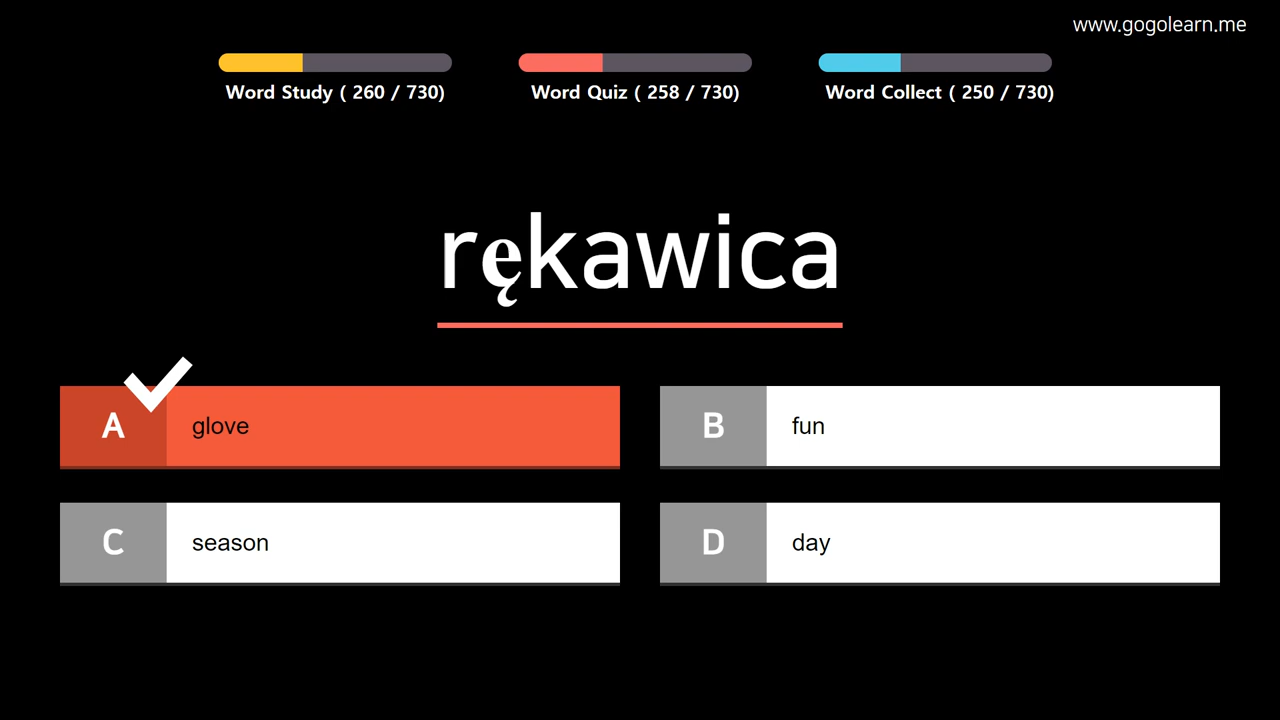 www.gogolearn.me
Word Study ( 260 / 730)
Word Quiz ( 258 / 730)
Word Collect ( 250 / 730)
rękawica
A glove
B fun
C season
D day